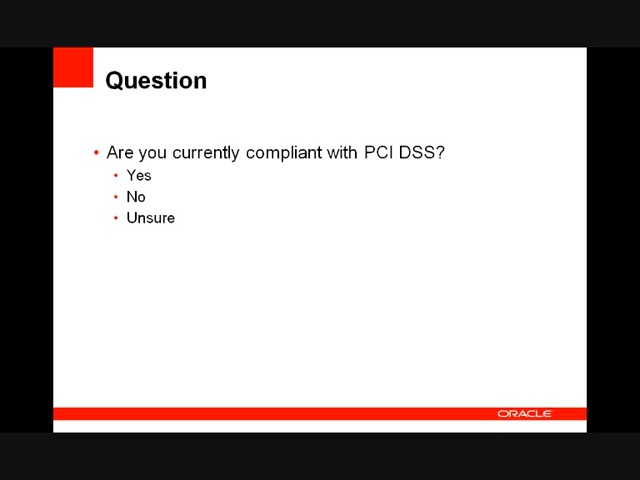 Question
• Are you currently compliant with PCI DSS?
• Yes
• No
• Unsure
ORACLE